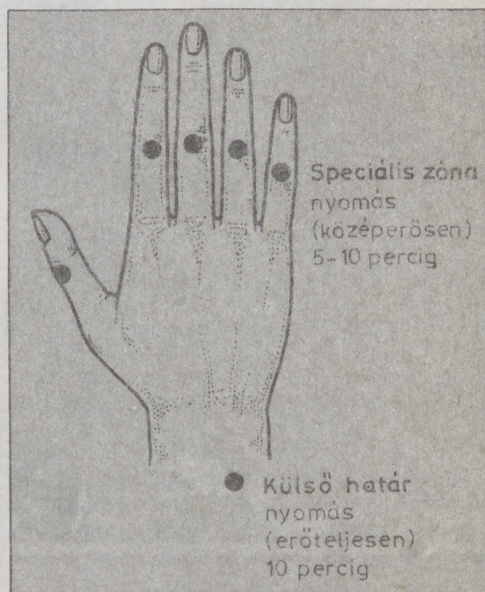 Speciális zóna
nyomás
(középerősen)
5-10 percig
Külső határ
nyomás
(erőteljesen)
10 percig